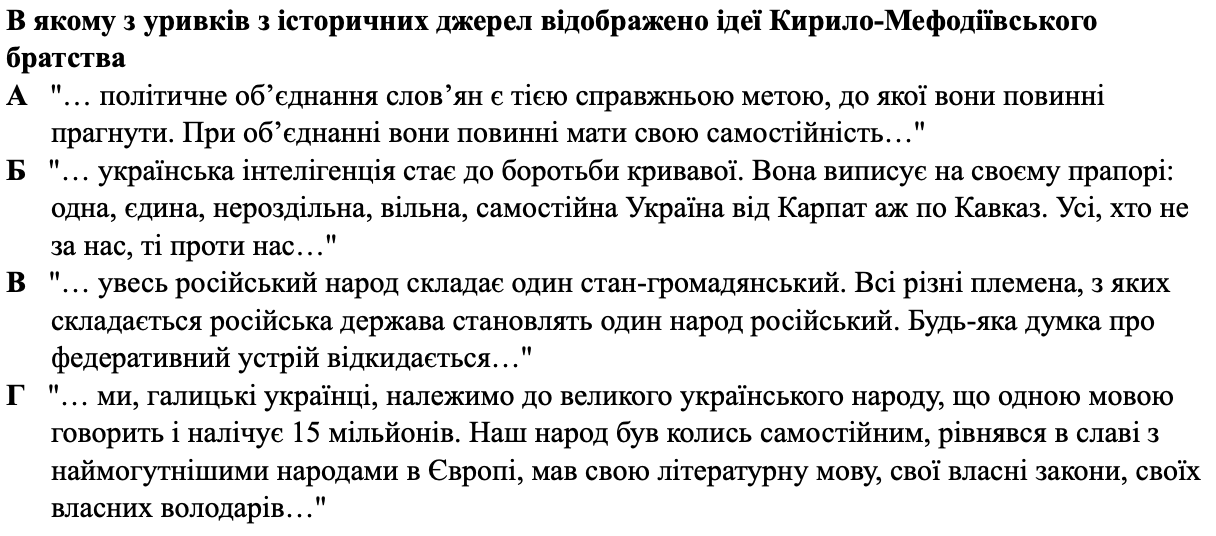 В якому з уривків з історичних джерел відображено ідеї Кирило-Мефодіївського
братства
А "… політичне об’єднання слов’ян є тією справжньою метою, до якої вони повинні
прагнути. При об’єднанні вони повинні мати свою самостійність…"
Б "… українська інтелігенція стає до боротьби кривавої. Вона виписує на своєму прапорі:
одна, єдина, нероздільна, вільна, самостійна Україна від Карпат аж по Кавказ. Усі, хто не
за нас, ті проти нас…"
В "… увесь російський народ складає один стан-громадянський. Всі різні племена, з яких
складається російська держава становлять один народ російський. Будь-яка думка про
федеративний устрій відкидається…"
Г "… ми, галицькі українці, належимо до великого українського народу, що одною мовою
говорить і налічує 15 мільйонів. Наш народ був колись самостійним, рівнявся в славі з
наймогутнішими народами в Європі, мав свою літературну мову, свої власні закони, своїх
власних володарів…"